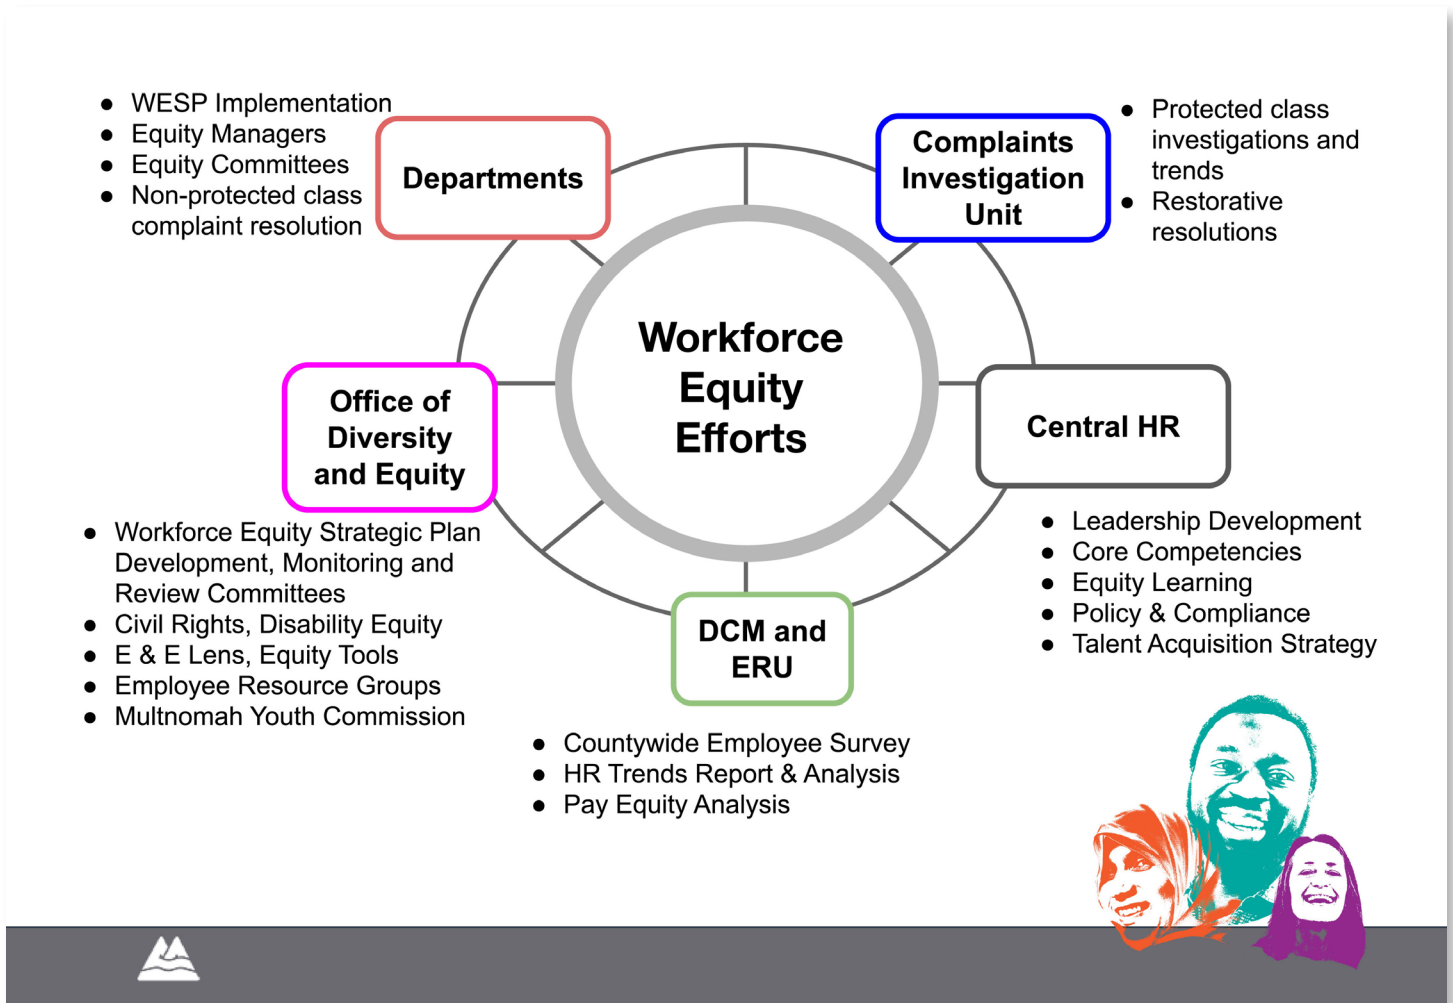 ● WESP Implementation
● Equity Managers
● Equity Committees
● Non-protected class
complaint resolution
Departments
Complaints
Investigation
Unit
● Protected class
investigations and
trends
● Restorative
resolutions
Workforce
Equity
Efforts
Office of
Diversity
and Equity
Central HR
● Workforce Equity Strategic Plan
Development, Monitoring and
Review Committees
● Civil Rights, Disability Equity
● E & E Lens, Equity Tools
● Employee Resource Groups
● Multnomah Youth Commission
DCM and
ERU
● Countywide Employee Survey
● HR Trends Report & Analysis
● Pay Equity Analysis
● Leadership Development
● Core Competencies
● Equity Learning
● Policy & Compliance
● Talent Acquisition Strategy